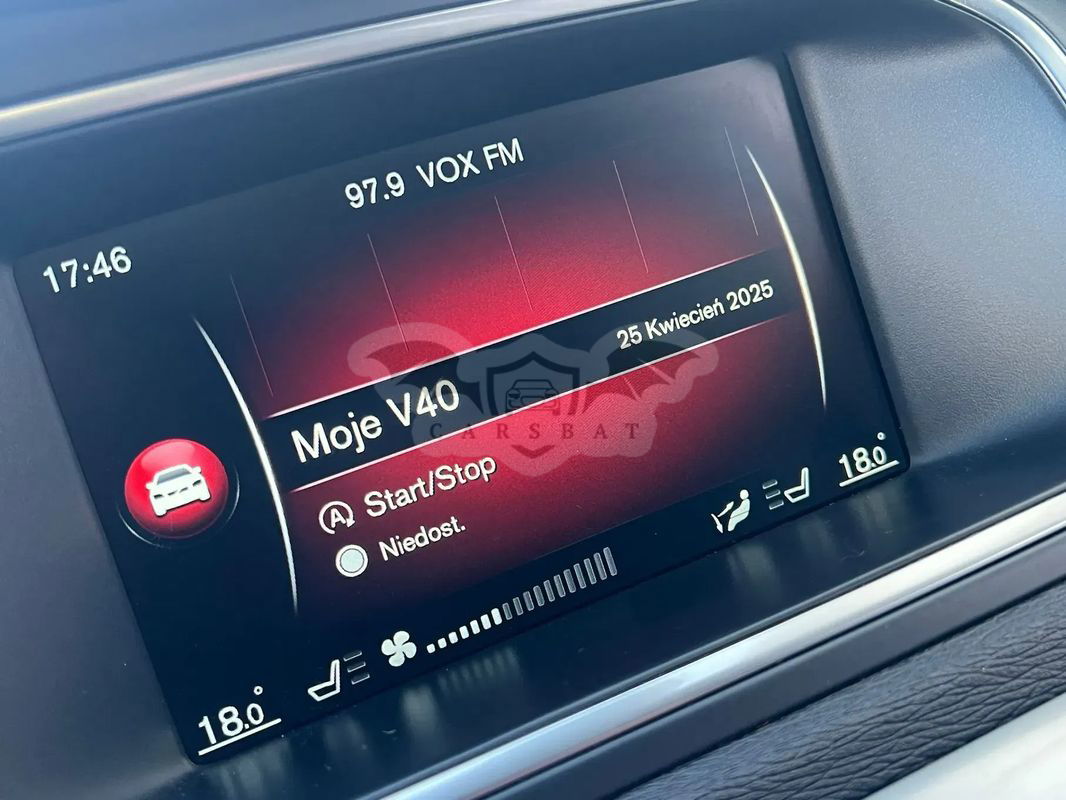 97.9 VOX FM
17:46
25 Kwiecień 2025
Moje V40
CARSBAT
A Start/Stop
Niedost.
18.0°
18.0°